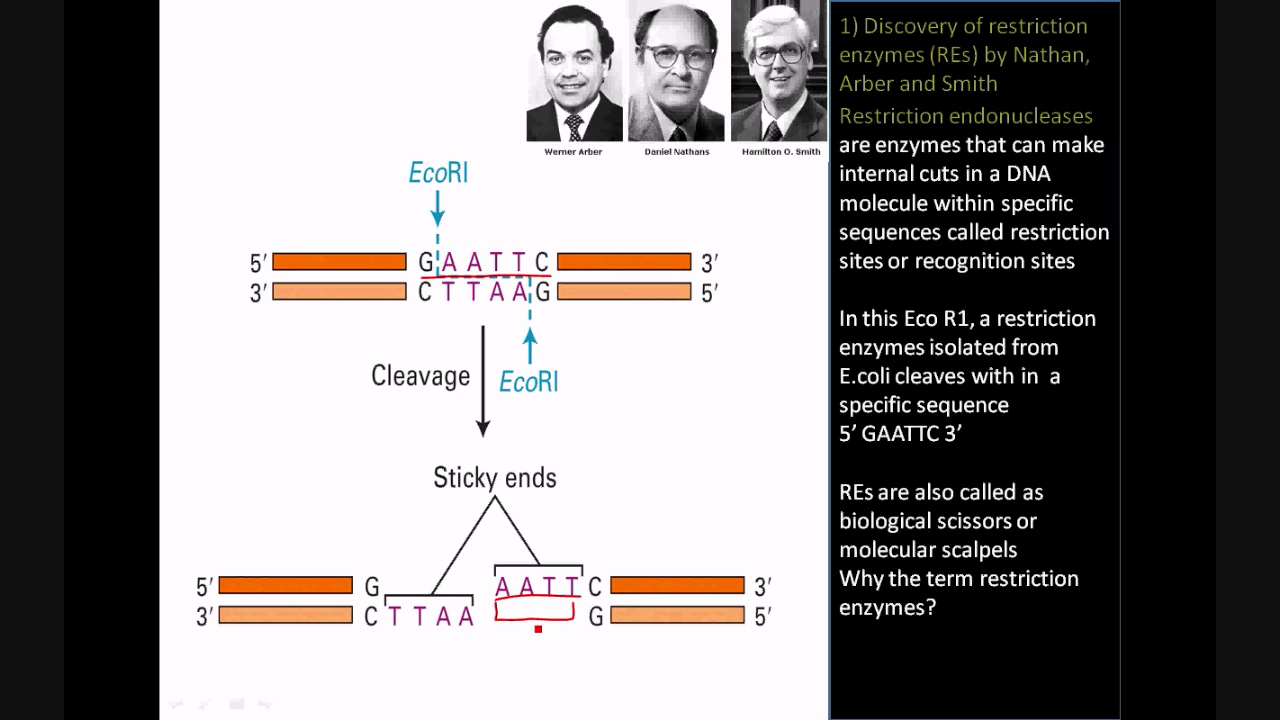 Werner Arber
Daniel Nathans
Hamilton O. Smith
EcoRI
5' G A A T T C 3'
3' C T T A A G 5'
Cleavage
EcoRI
Sticky ends
5' G A A T T C 3'
3' C T T A A G 5'
1) Discovery of restriction
enzymes (REs) by Nathan,
Arber and Smith
Restriction endonucleases
are enzymes that can make
internal cuts in a DNA
molecule within specific
sequences called restriction
sites or recognition sites
In this Eco R1, a restriction
enzymes isolated from
E.coli cleaves with in a
specific sequence
5’ GAATTC 3’
REs are also called as
biological scissors or
molecular scalpels
Why the term restriction
enzymes?